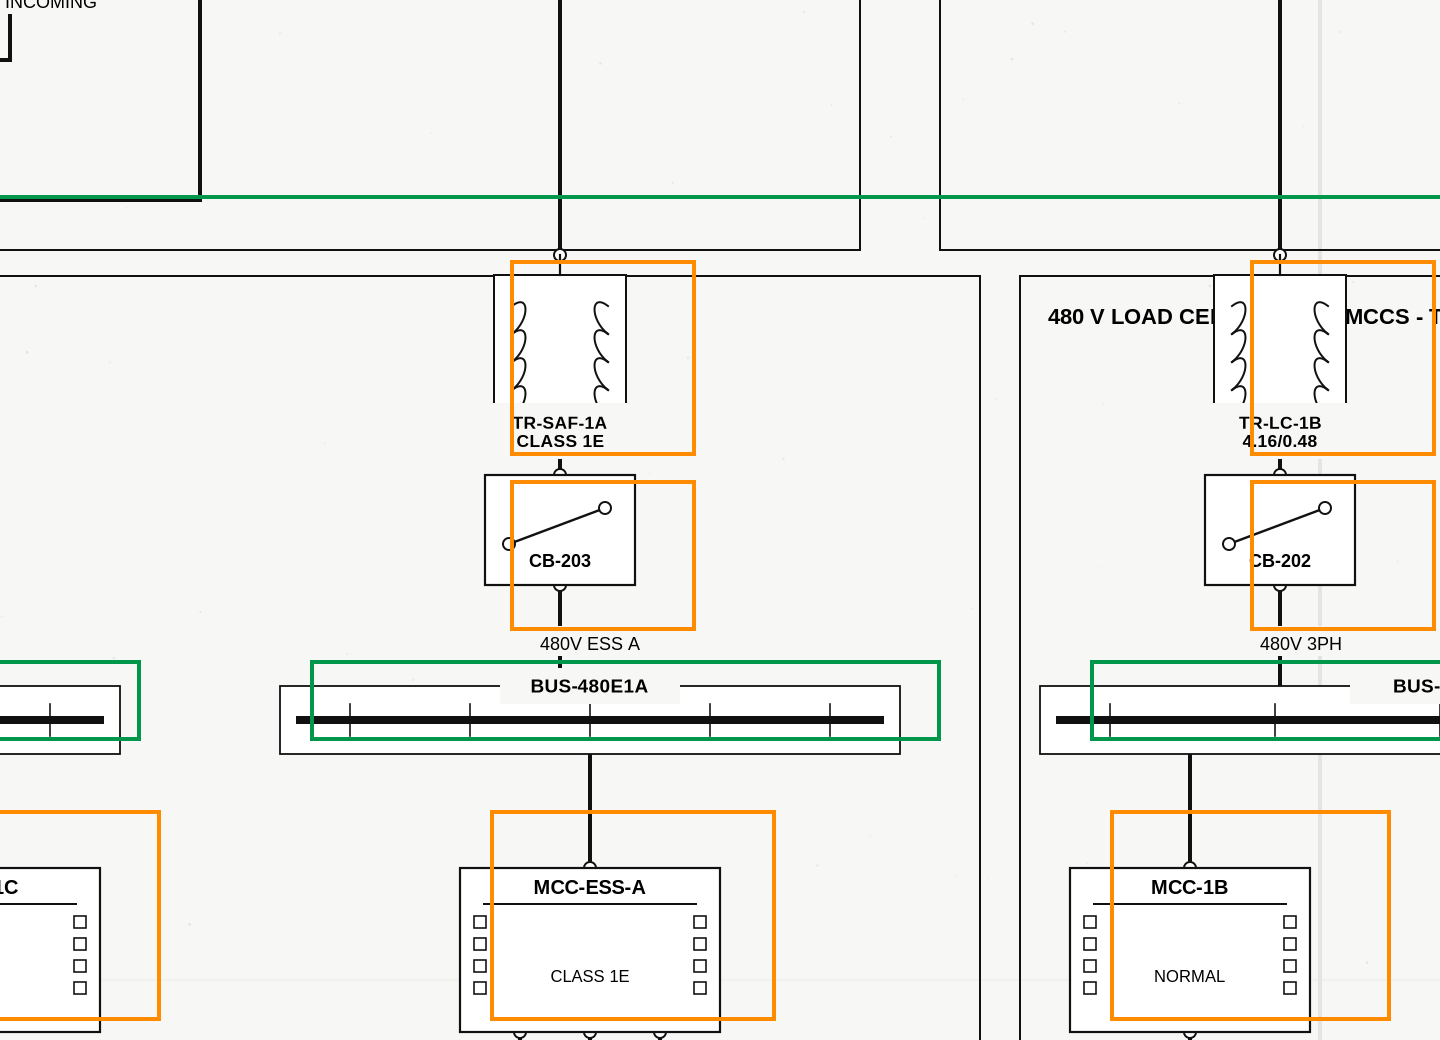 INCOMING
480 V LOAD CE
MCCS - T
TR-SAF-1A
CLASS 1E
TR-LC-1B
4.16/0.48
CB-203
CB-202
480V ESS A
480V 3PH
BUS-480E1A
BUS-
1C
MCC-ESS-A
MCC-1B
CLASS 1E
NORMAL